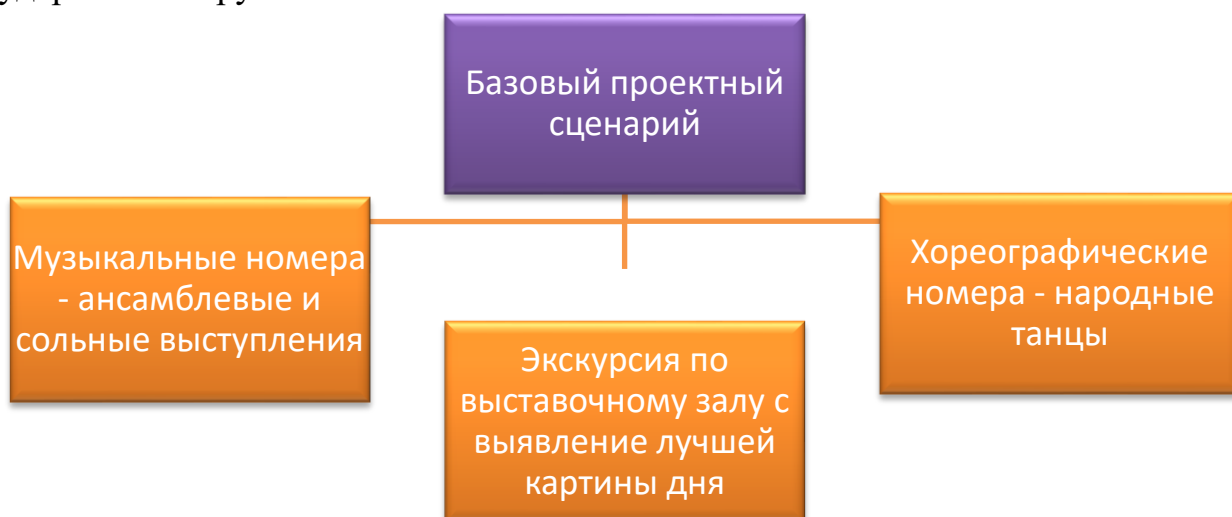 Базовый проектный
сценарий
Музыкальные номера
- ансамблевые и
сольные выступления
Экскурсия по
выставочному залу с
выявление лучшей
картины дня
Хореографические
номера - народные
танцы